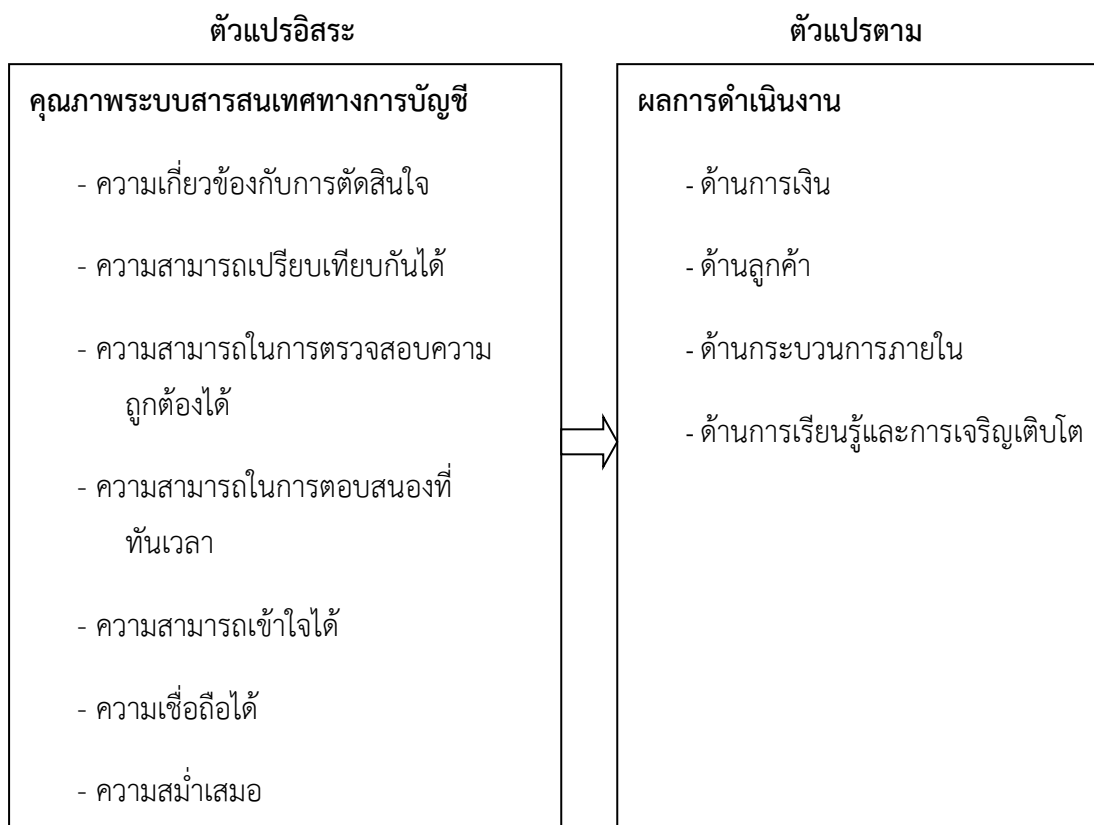 ตัวแปรอิสระ
ตัวแปรตาม
คุณภาพระบบสารสนเทศทางการบัญชี
- ความเกี่ยวข้องกับการตัดสินใจ
- ความสามารถเปรียบเทียบกันได้
- ความสามารถในการตรวจสอบความ
ถูกต้องได้
- ความสามารถในการตอบสนองที่
ทันเวลา
- ความสามารถเข้าใจได้
- ความเชื่อถือได้
- ความสม่ำเสมอ
ผลการดำเนินงาน
- ด้านการเงิน
- ด้านลูกค้า
- ด้านกระบวนการภายใน
- ด้านการเรียนรู้และการเจริญเติบโต